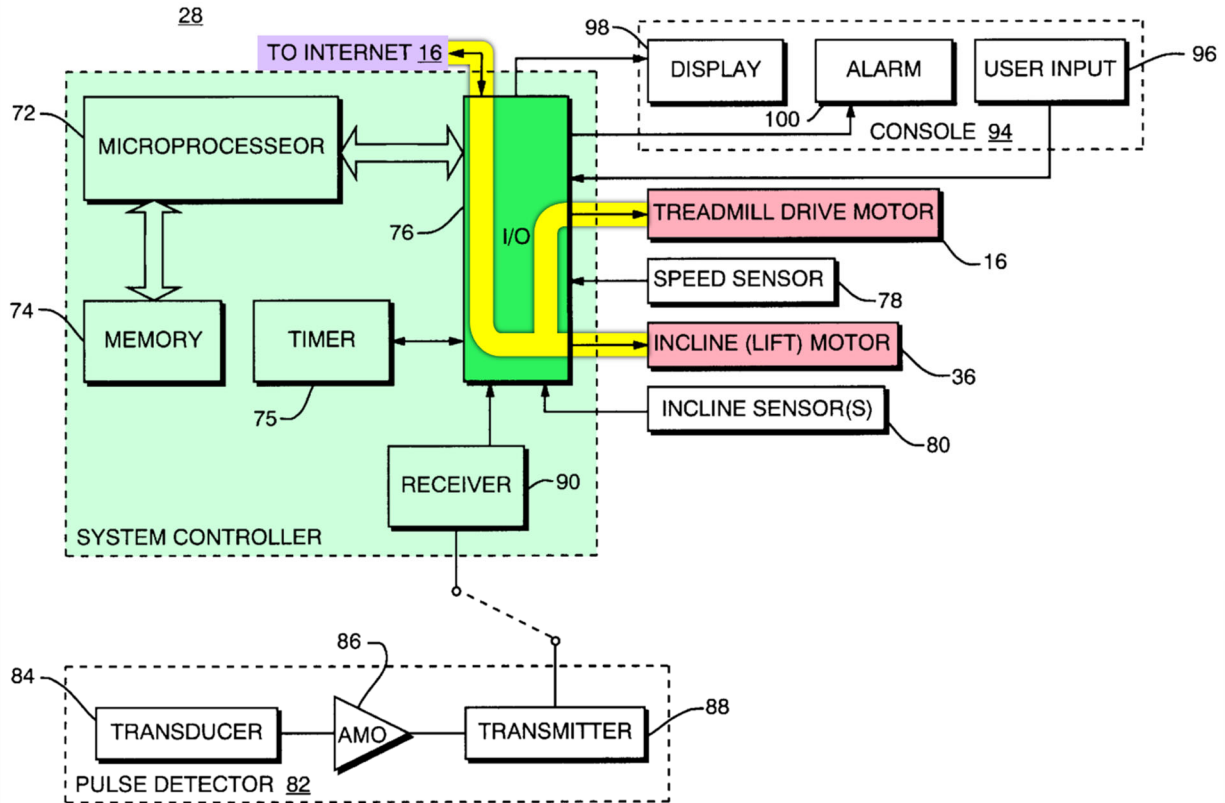 28
TO INTERNET 16
98
DISPLAY
ALARM
USER INPUT
96
100
CONSOLE 94
72
MICROPROCESSEOR
76
I/O
TREADMILL DRIVE MOTOR
16
SPEED SENSOR
78
74
MEMORY
TIMER
75
INCLINE (LIFT) MOTOR
36
INCLINE SENSOR(S)
80
RECEIVER
90
SYSTEM CONTROLLER
84
TRANSDUCER
86
AMO
TRANSMITTER
88
PULSE DETECTOR 82